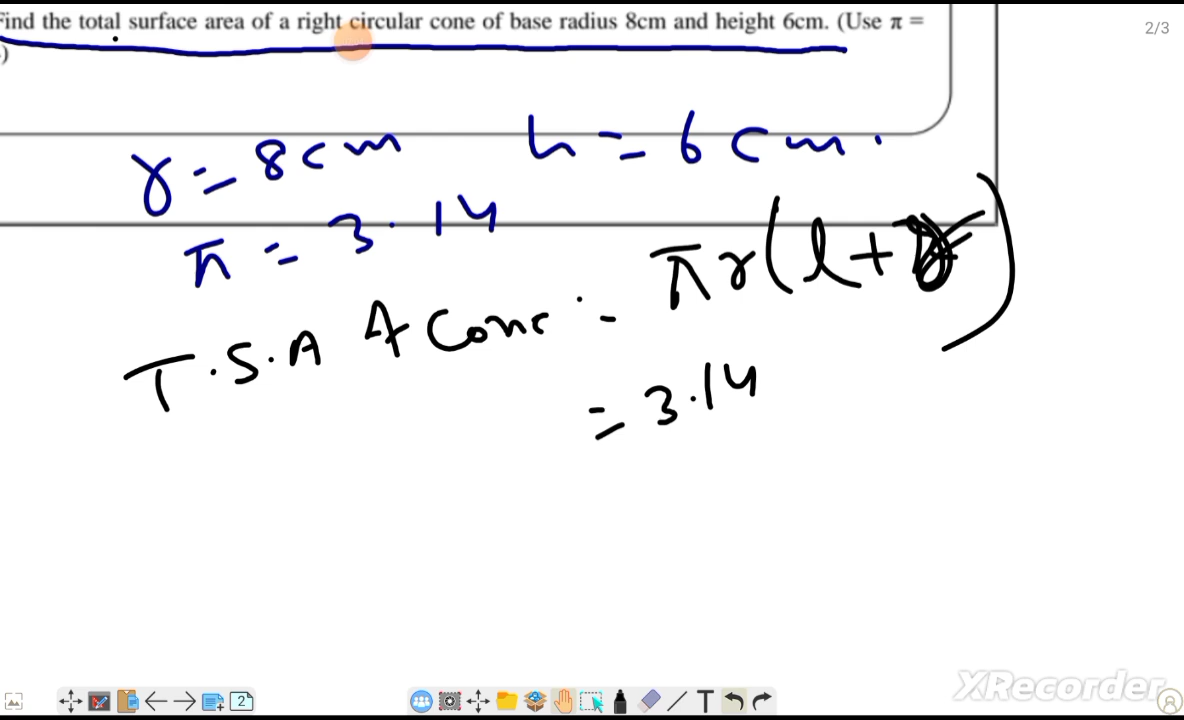 Find the total surface area of a right circular cone of base radius 8cm and height 6cm. (Use π =
)
2/3
r = 8cm h = 6cm.
π = 3.14
T.S.A of Cone = πr(l+r)
= 3.14
XRecorder
2
T